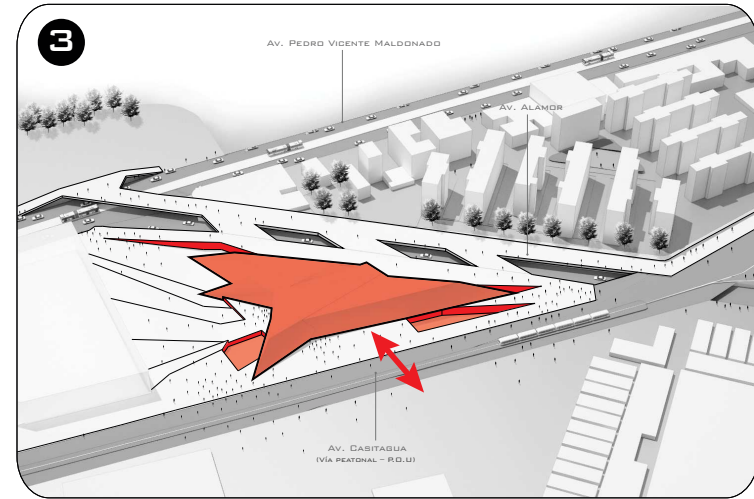 3
Av. Pedro Vicente Maldonado
Av. Alamor
Av. Casitagua
(Vía peatonal - P.O.U)